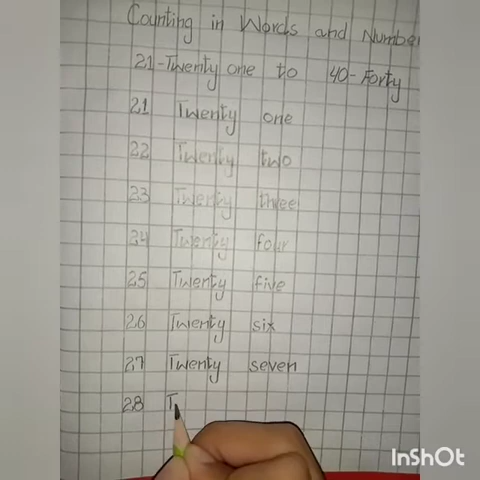 Counting in Words and Number
21-Twenty one to 40-Forty
21 Twenty one
22 Twenty two
23 Twenty three
24 Twenty four
25 Twenty five
26 Twenty six
27 Twenty seven
28 T
InShOt